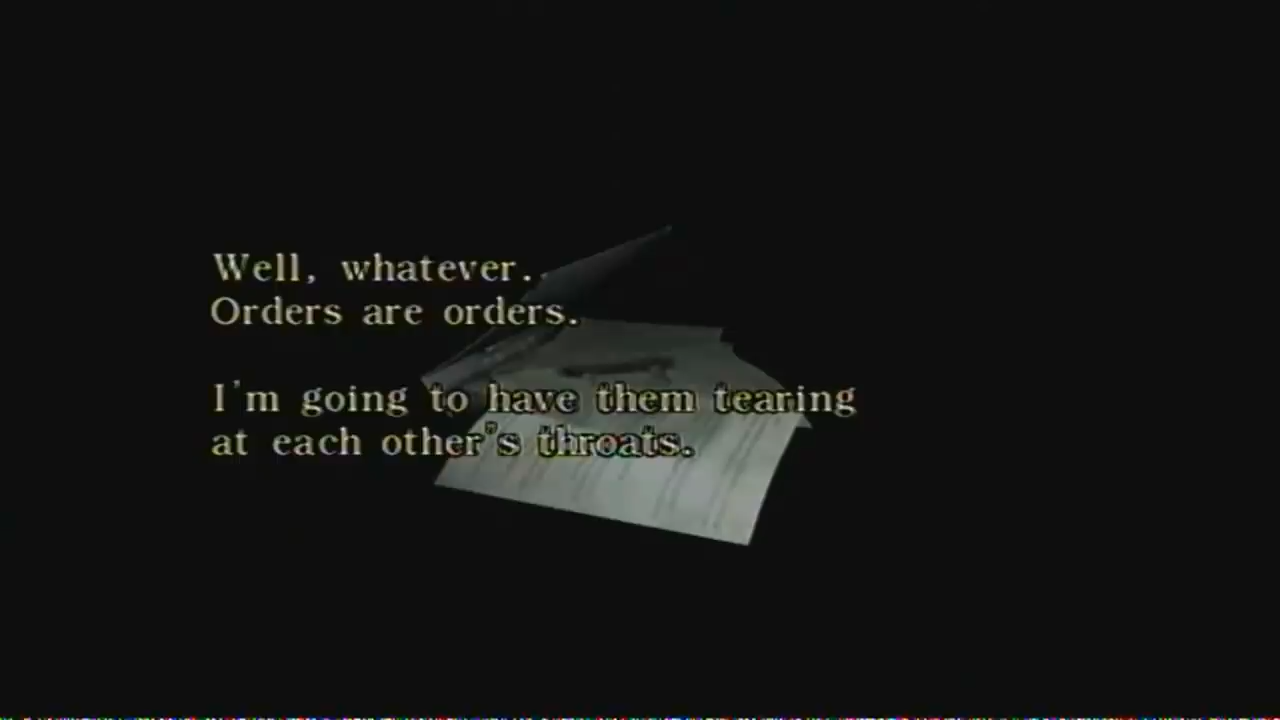 Well, whatever.
Orders are orders.
I'm going to have them tearing
at each other's throats.